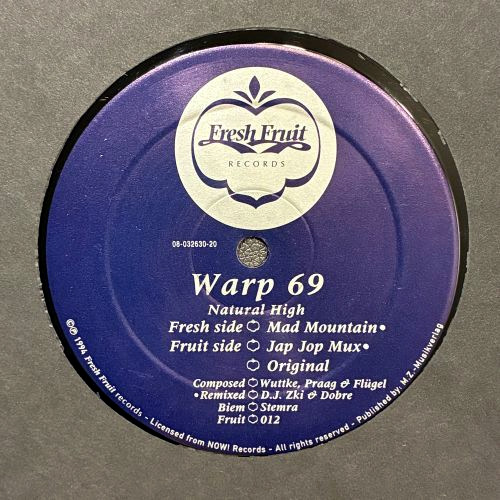 Fresh Fruit
RECORDS
08-032630-20
Warp 69
Natural High
Fresh side Mad Mountain•
Fruit side Jap Jop Mux•
Original
Composed Wuttke, Praag & Flügel
•Remixed D.J. Zki & Dobre
Biem Stemra
Fruit 012
©℗ 1994 Fresh Fruit records - Licensed from NOW! Records - All rights reserved - Published by: M.Z.-Musikverlag